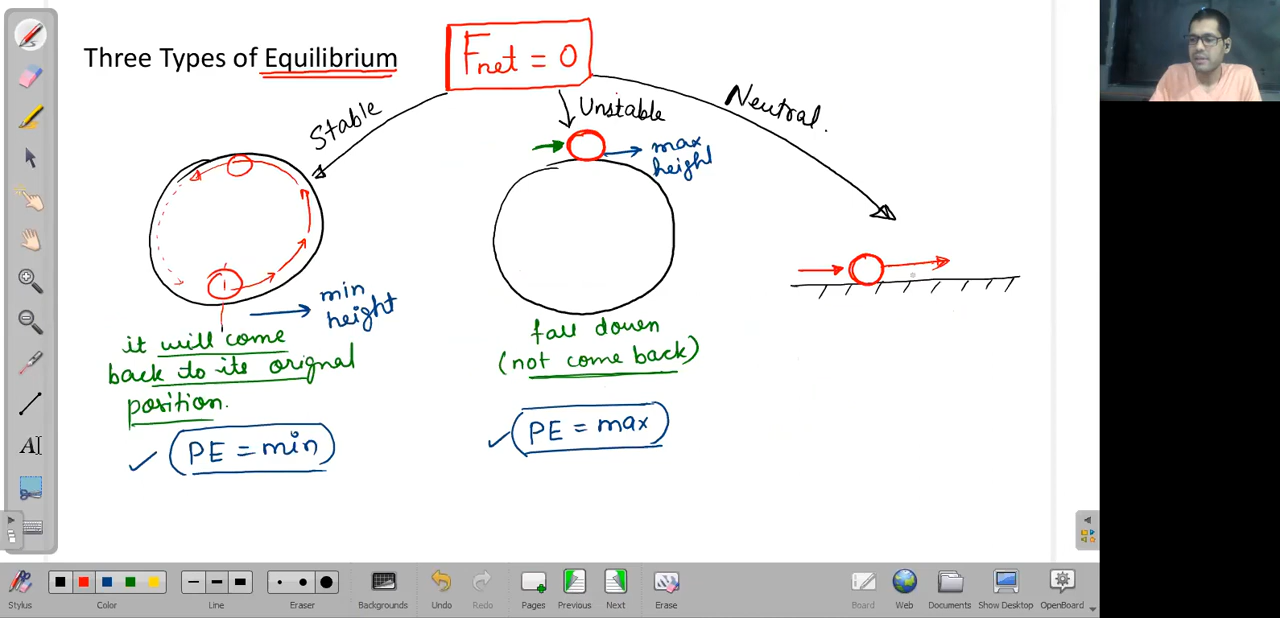 Three Types of Equilibrium
Fnet = 0
Stable
Unstable
Neutral.
max
height
min
height
it will come
back to its orignal
position.
PE = min
fall down
(not come back)
PE = max
A
Stylus
Color
Line
Eraser
Backgrounds
Undo
Redo
Pages
Previous
Next
Erase
Board
Web
Documents
Show Desktop
OpenBoard